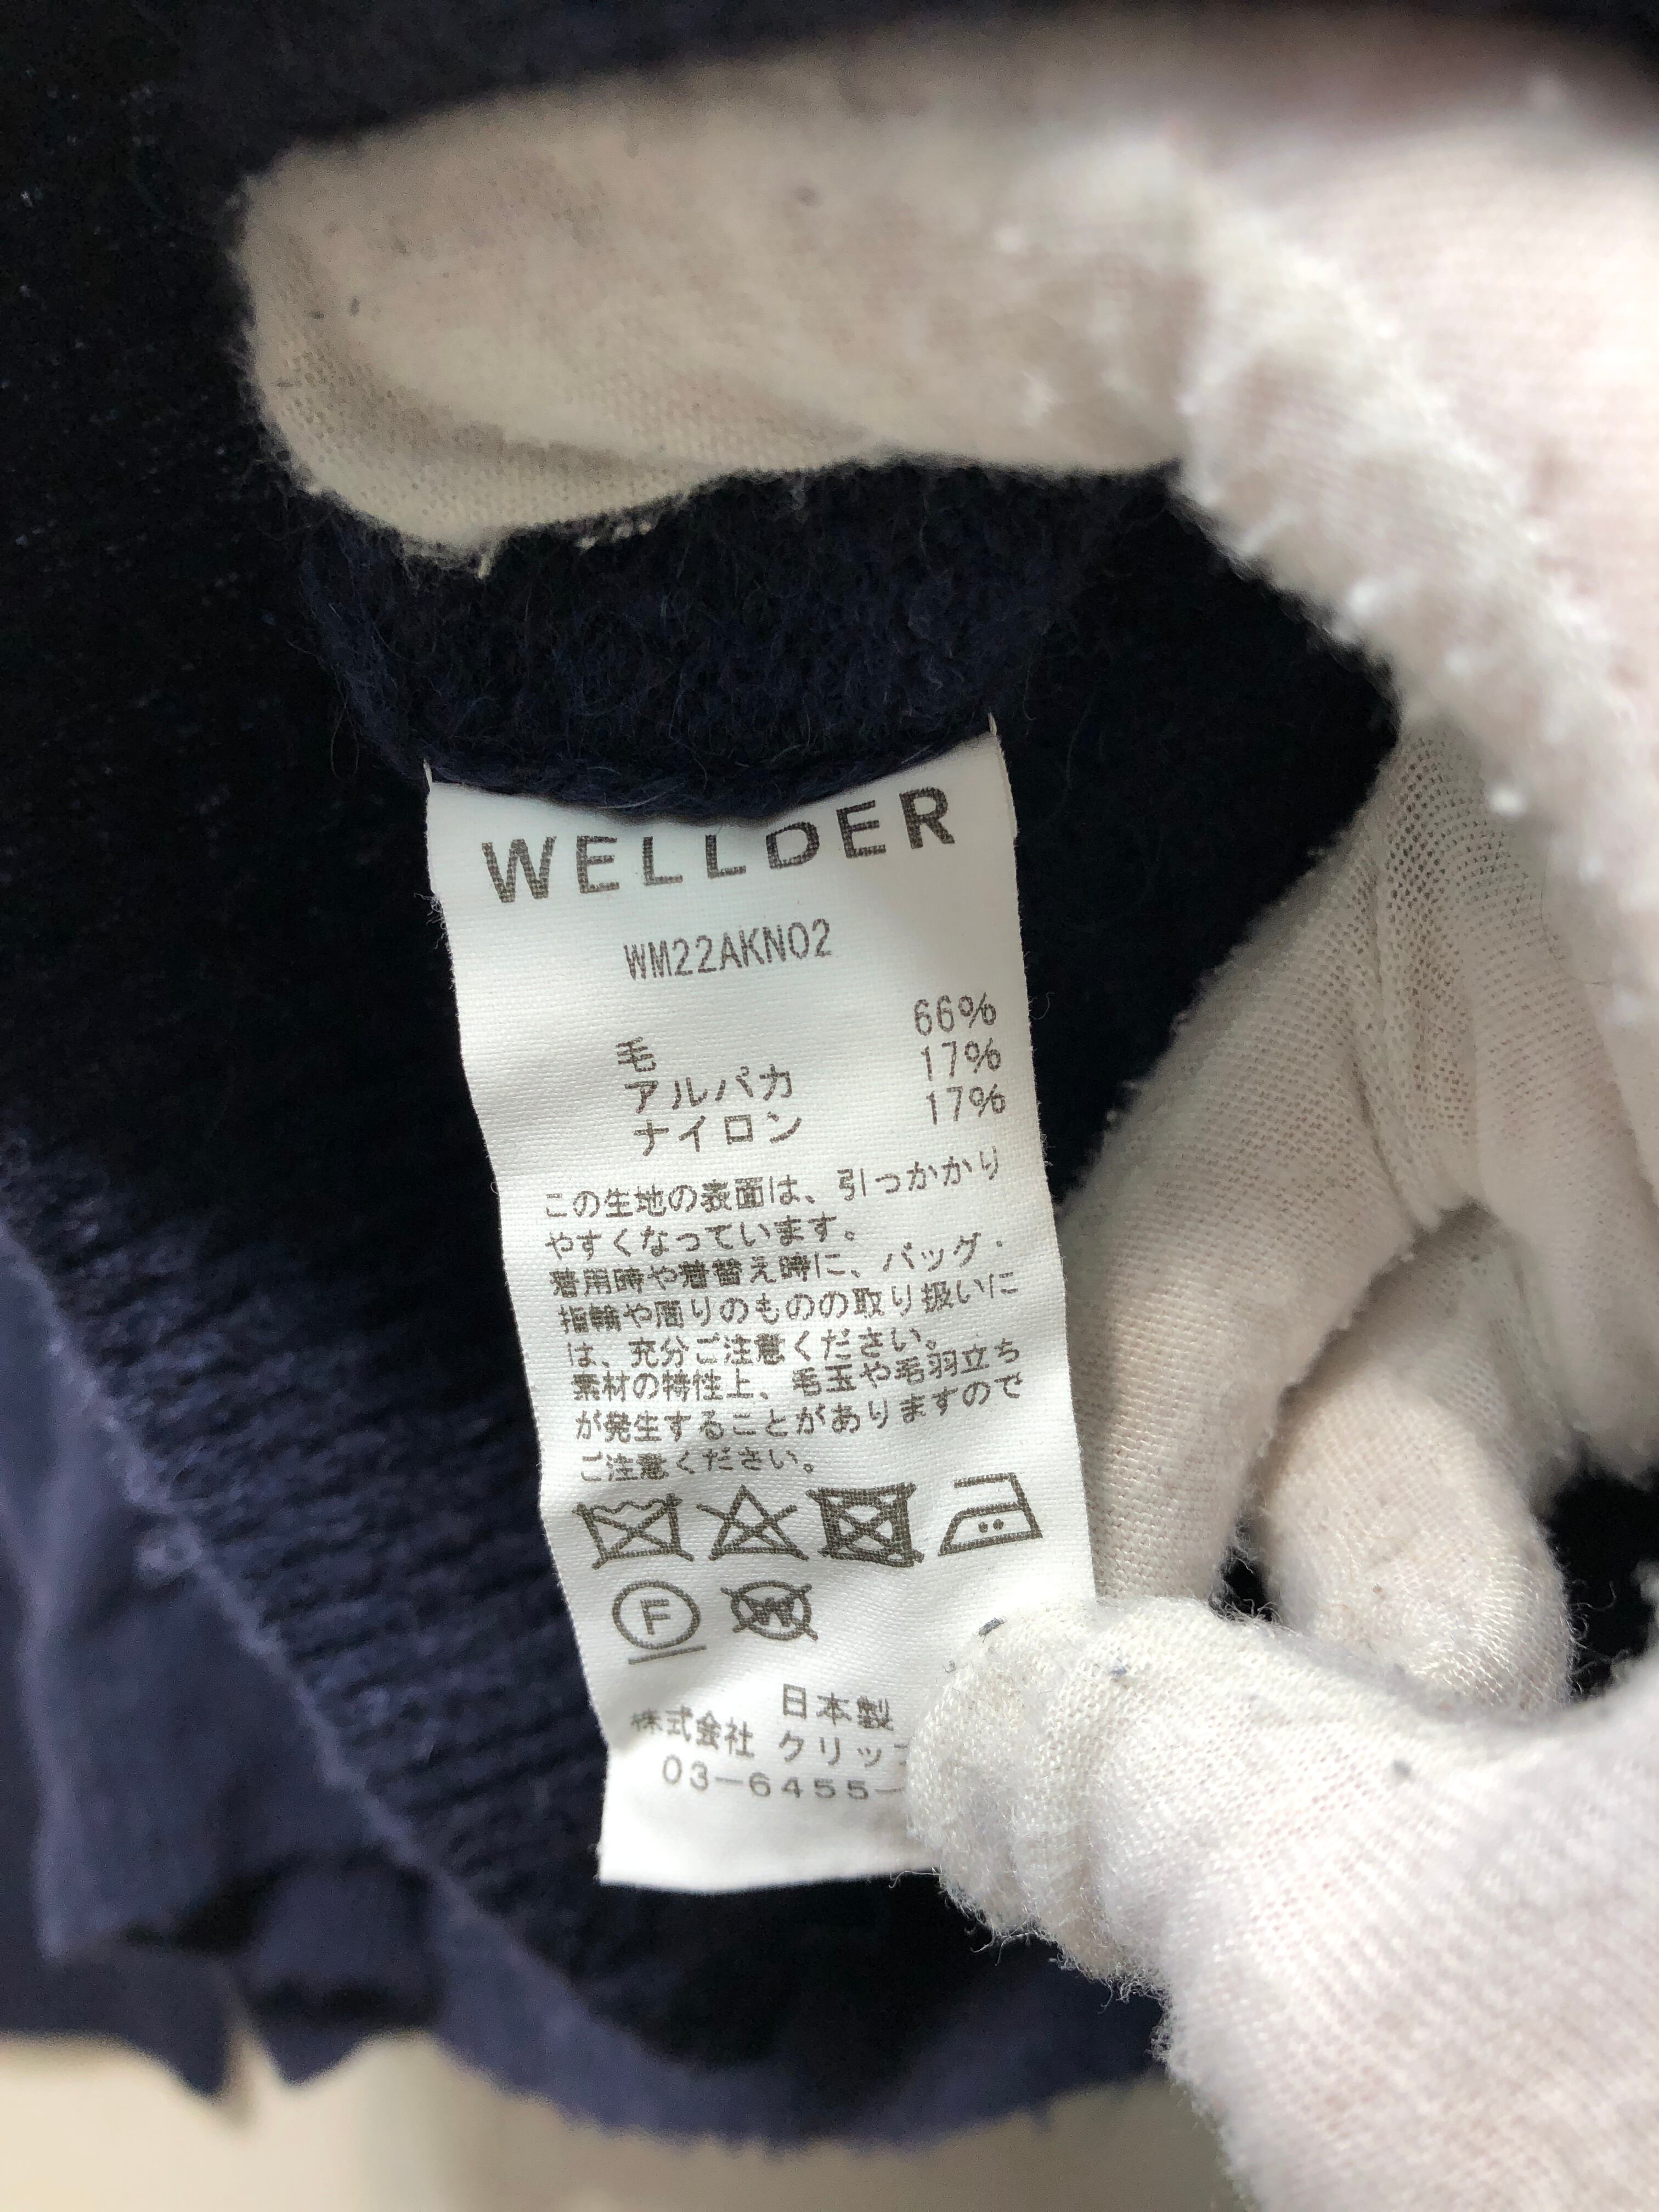 WELLDER
WM22AKN02
毛 66%
アルパカ 17%
ナイロン 17%
この生地の表面は、引っかかり
やすくなっています。
着用時や着替え時に、バッグ・
指輪や周りのものの取り扱いに
は、充分ご注意ください。
素材の特性上、毛玉や毛羽立ち
が発生することがありますので
ご注意ください。
F
W
日本製
株式会社 クリッ
03-6455-